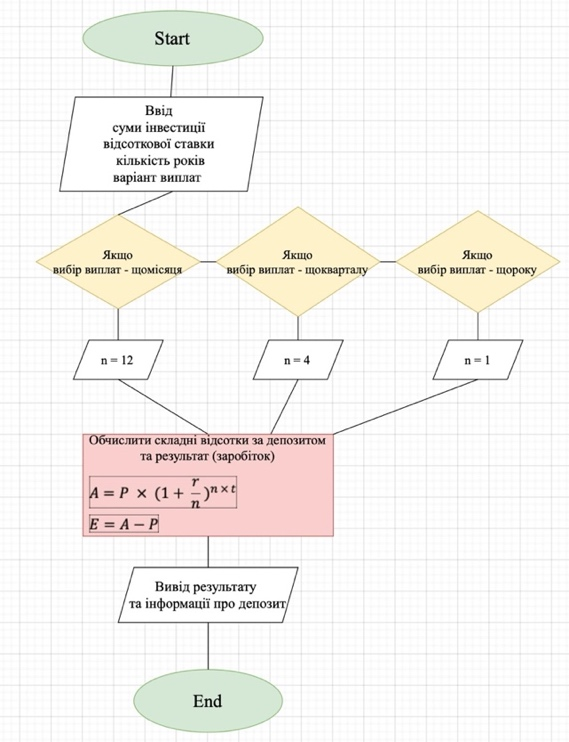 Start
Ввід
суми інвестиції
відсоткової ставки
кількість років
варіант виплат
Якщо
вибір виплат - щомісяця
Якщо
вибір виплат - щокварталу
Якщо
вибір виплат - щороку
n = 12
n = 4
n = 1
Обчислити складні відсотки за депозитом
та результат (заробіток)
A = P × (1 + r/n)^{n×t}
E = A − P
Вивід результату
та інформації про депозит
End